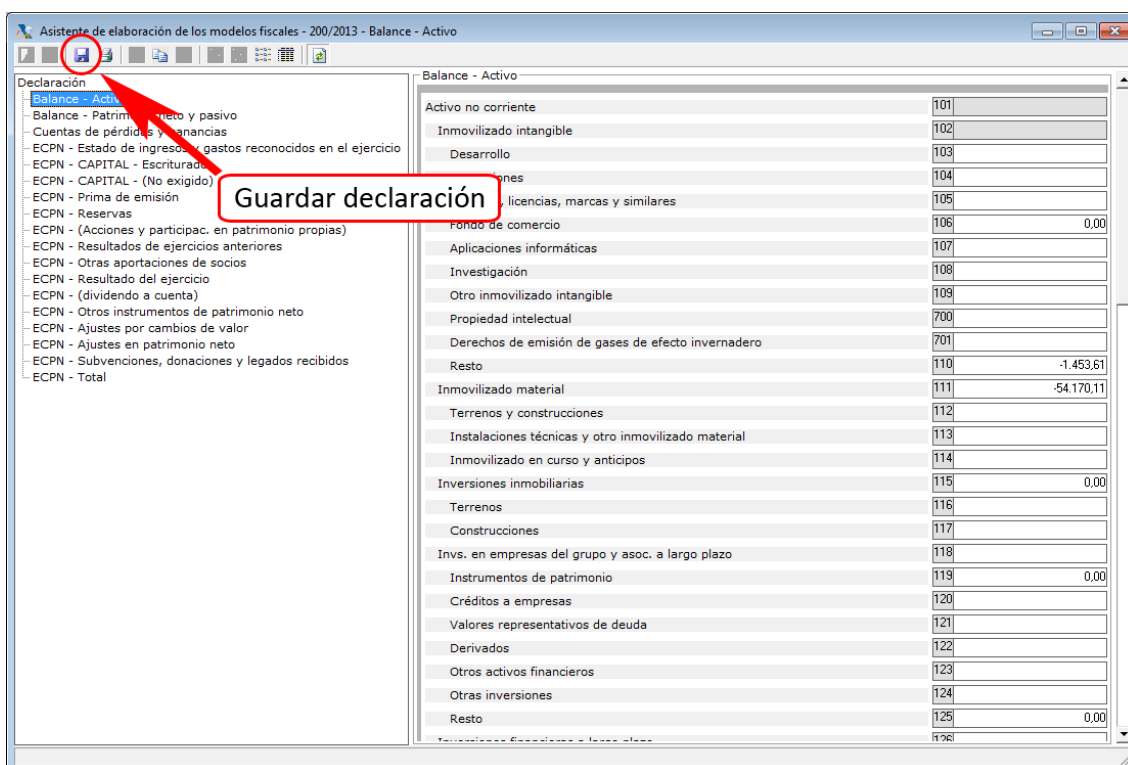 Asistente de elaboración de los modelos fiscales - 200/2013 - Balance - Activo
Declaración
Balance - Activo
Balance - Patrim neto y pasivo
Cuentas de pérdidas y ganancias
ECPN - Estado de ingresos y gastos reconocidos en el ejercicio
ECPN - CAPITAL - Escriturado
ECPN - CAPITAL - (No exigido)
ECPN - Prima de emisión
ECPN - Reservas
ECPN - (Acciones y participac. en patrimonio propias)
ECPN - Resultados de ejercicios anteriores
ECPN - Otras aportaciones de socios
ECPN - Resultado del ejercicio
ECPN - (dividendo a cuenta)
ECPN - Otros instrumentos de patrimonio neto
ECPN - Ajustes por cambios de valor
ECPN - Ajustes en patrimonio neto
ECPN - Subvenciones, donaciones y legados recibidos
ECPN - Total
Guardar declaración
Balance - Activo
Activo no corriente 101
Inmovilizado intangible 102
Desarrollo 103
104
, licencias, marcas y similares 105
Fondo de comercio 106 0,00
Aplicaciones informáticas 107
Investigación 108
Otro inmovilizado intangible 109
Propiedad intelectual 700
Derechos de emisión de gases de efecto invernadero 701
Resto 110 -1.453,61
Inmovilizado material 111 -54.170,11
Terrenos y construcciones 112
Instalaciones técnicas y otro inmovilizado material 113
Inmovilizado en curso y anticipos 114
Inversiones inmobiliarias 115 0,00
Terrenos 116
Construcciones 117
Invs. en empresas del grupo y asoc. a largo plazo 118
Instrumentos de patrimonio 119 0,00
Créditos a empresas 120
Valores representativos de deuda 121
Derivados 122
Otros activos financieros 123
Otras inversiones 124
Resto 125 0,00
Inversiones financieras a largo plazo 126